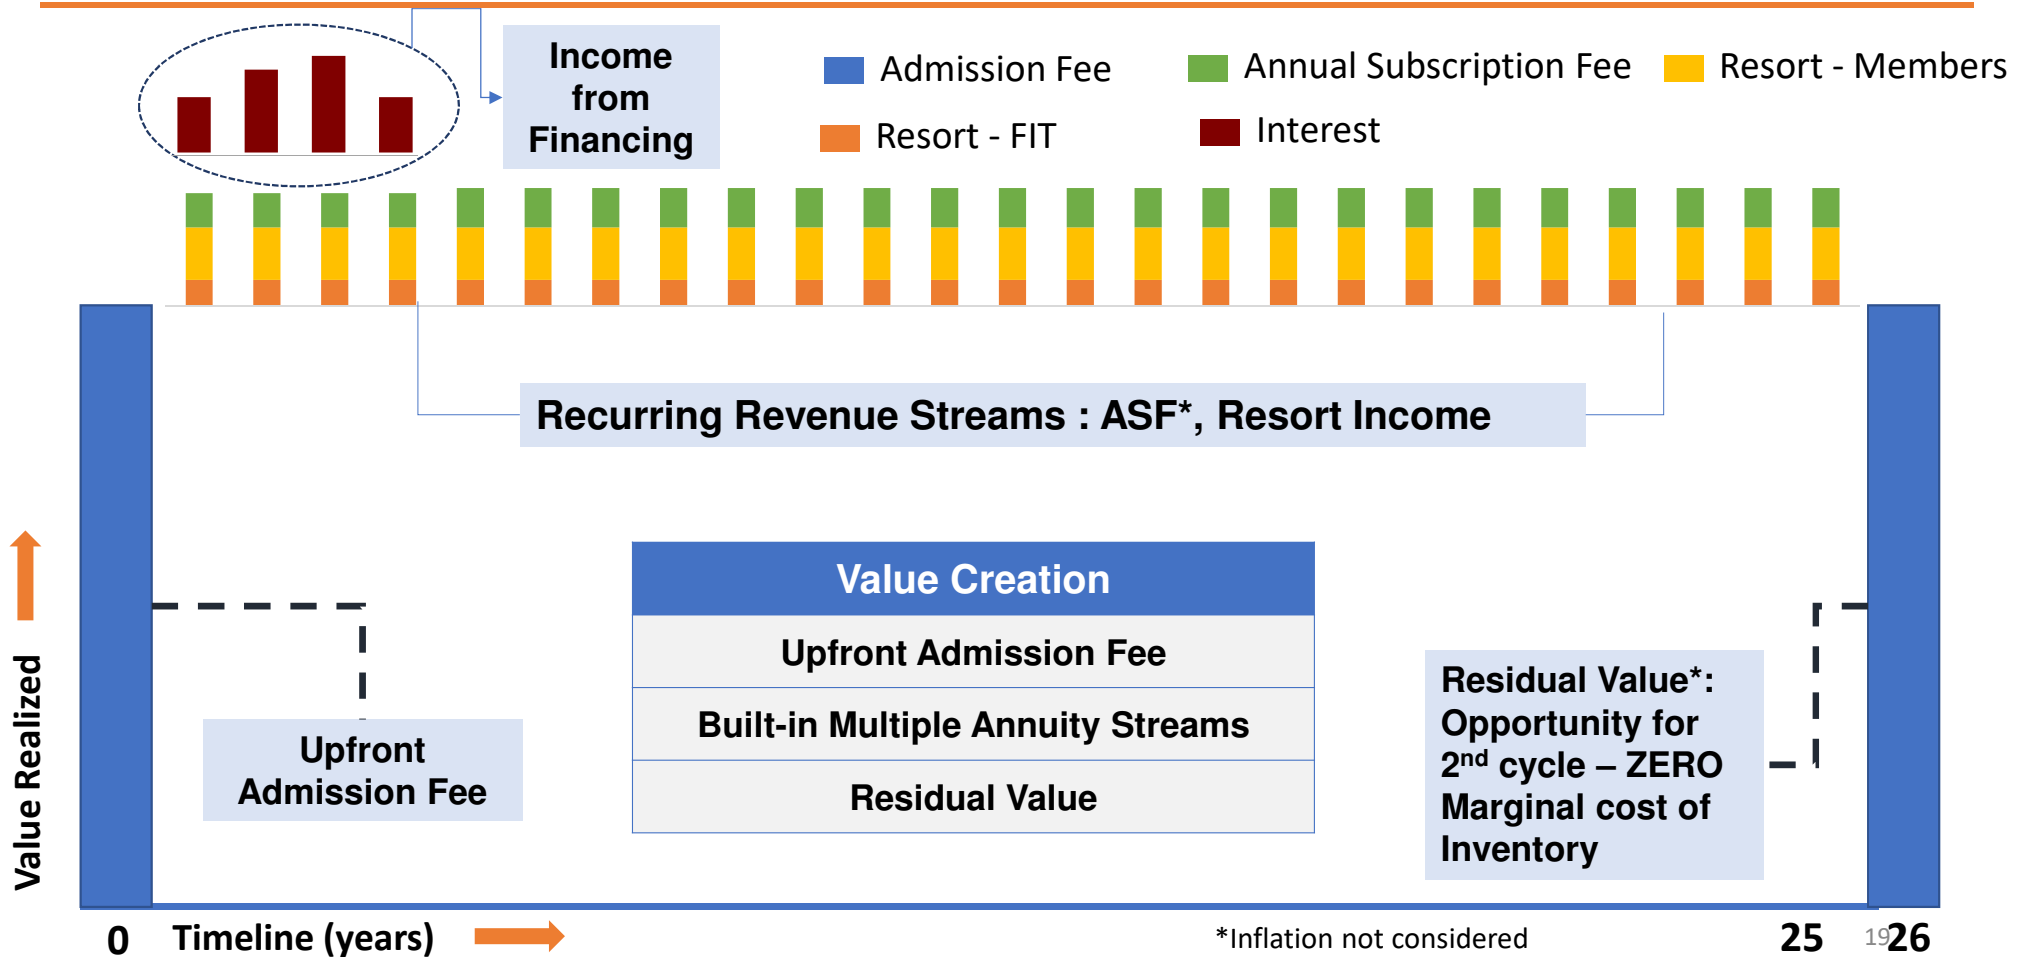 Income
from
Financing
Admission Fee
Annual Subscription Fee
Resort - Members
Resort - FIT
Interest
Recurring Revenue Streams : ASF*, Resort Income
Value Creation
Upfront Admission Fee
Built-in Multiple Annuity Streams
Residual Value
Upfront
Admission Fee
Residual Value*:
Opportunity for
2nd cycle – ZERO
Marginal cost of
Inventory
Value Realized
0
Timeline (years)
*Inflation not considered
25
19
26